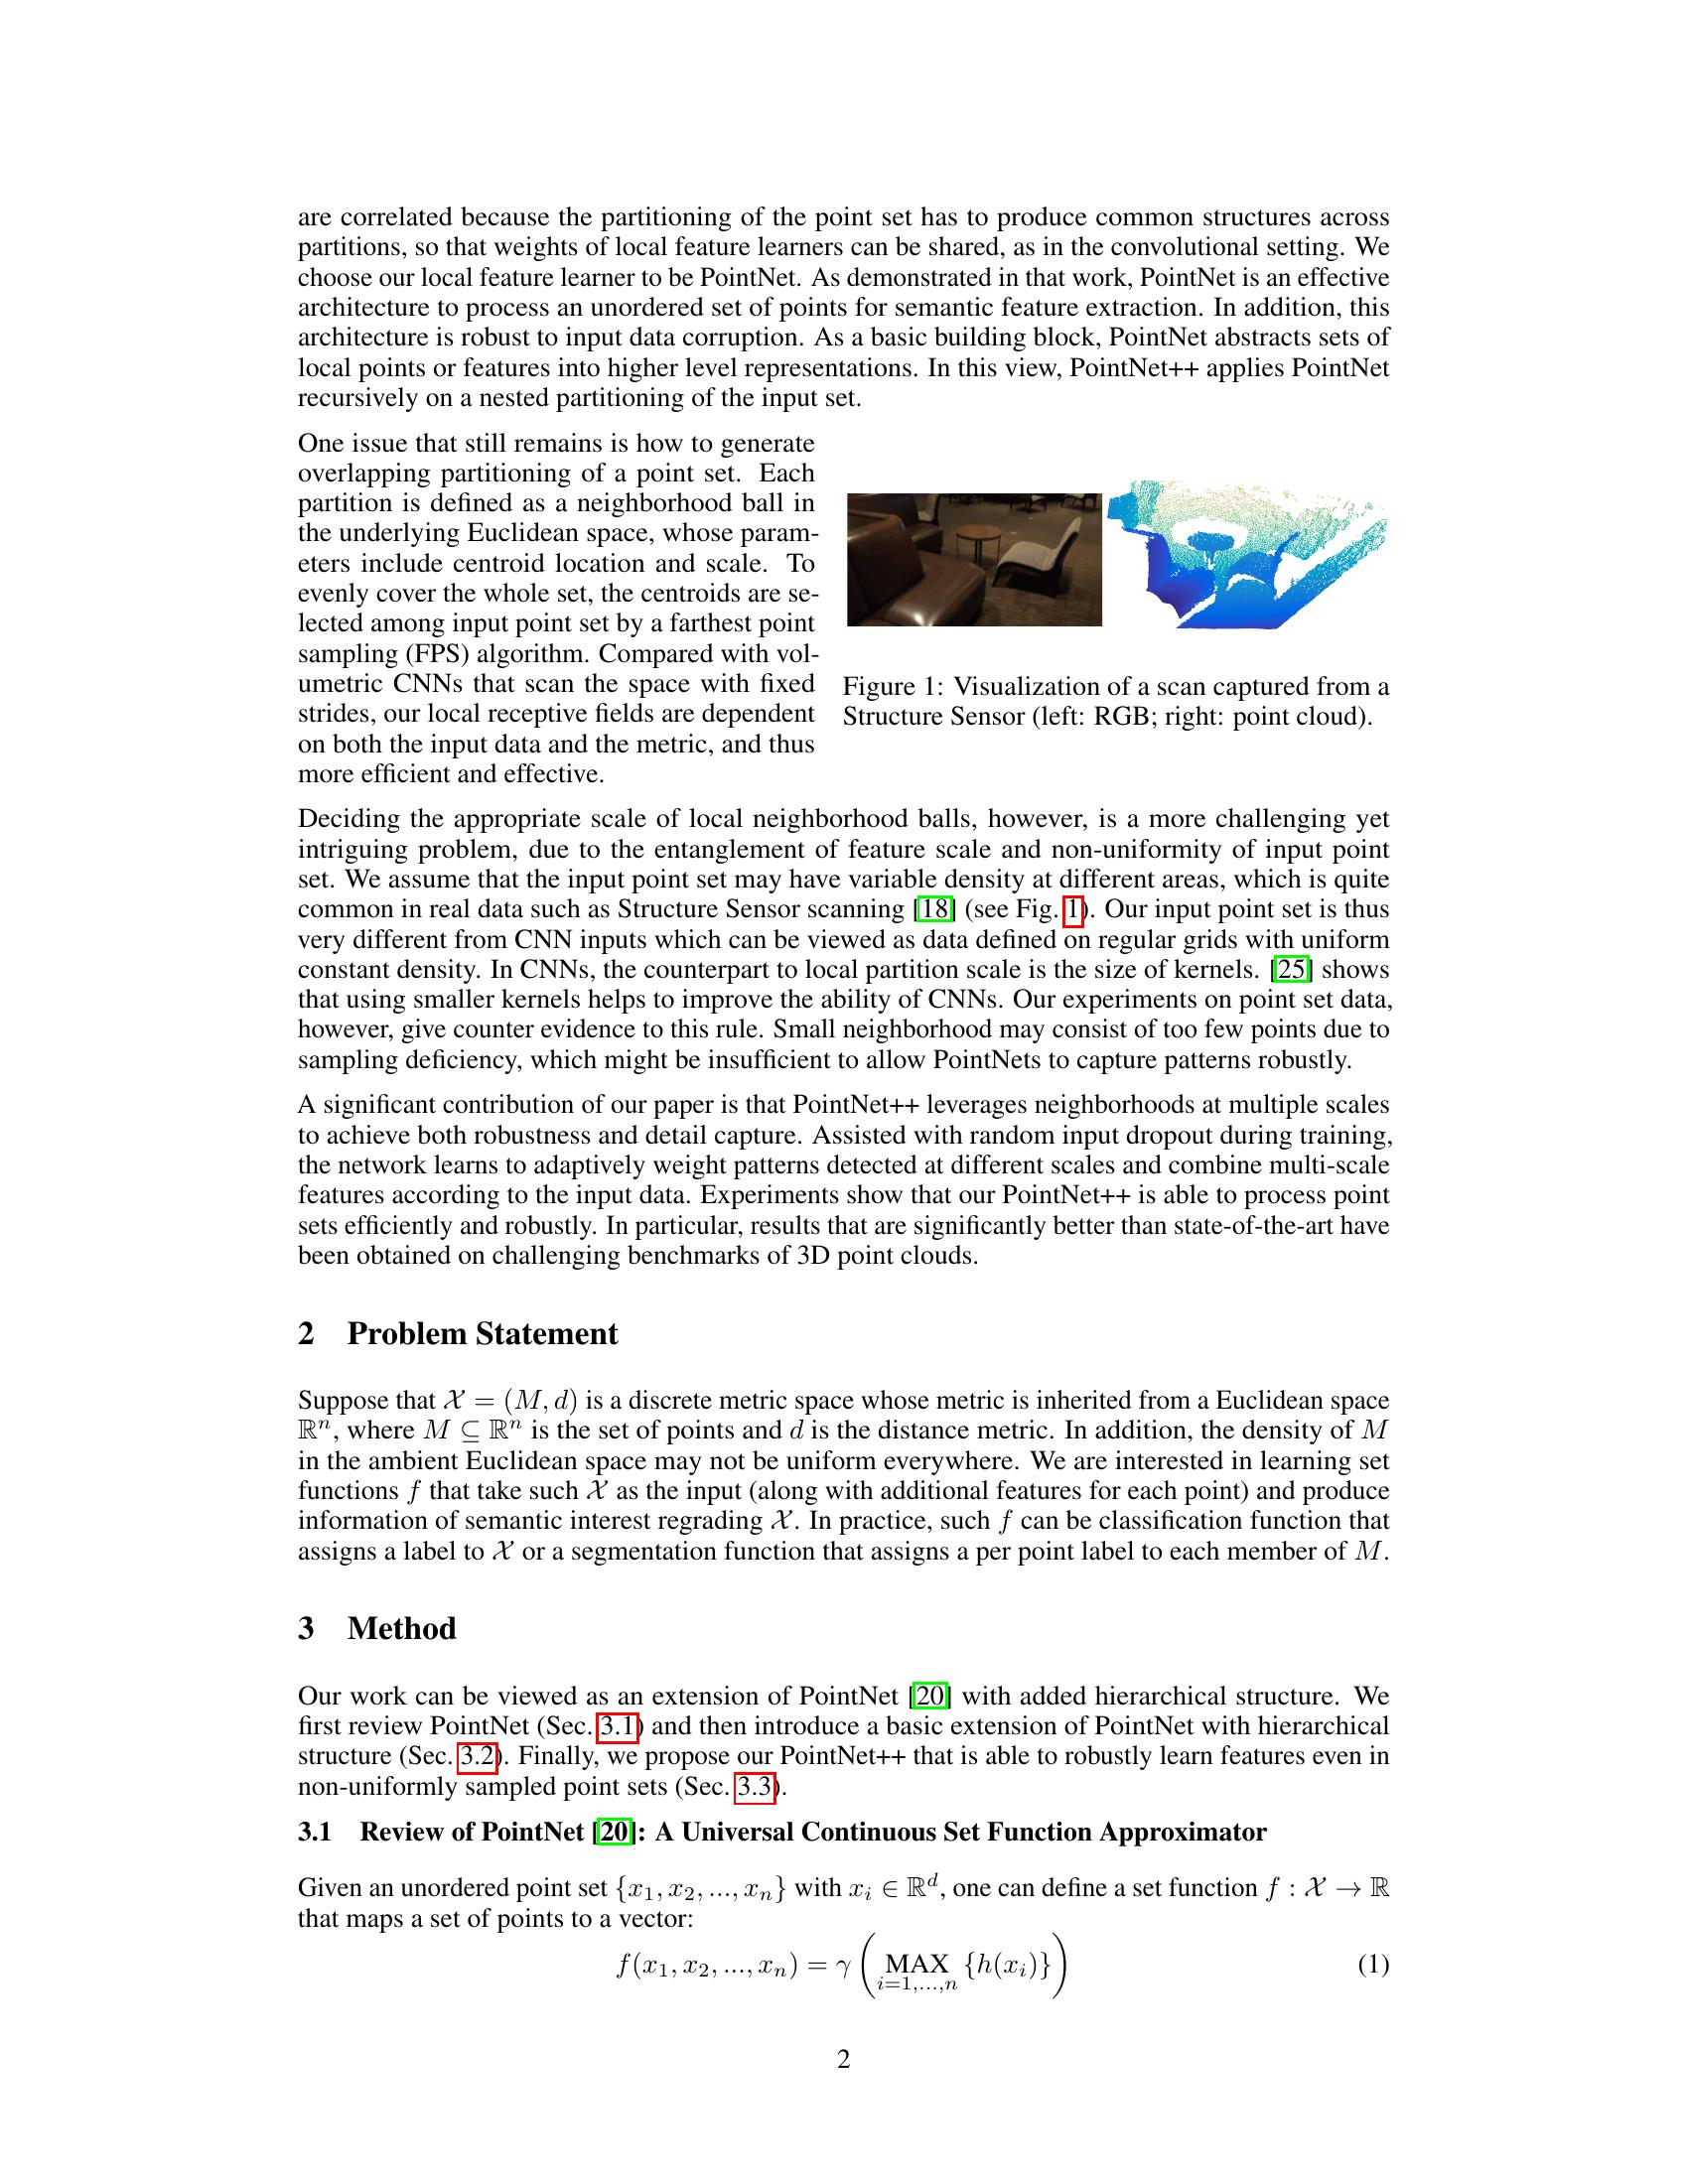 are correlated because the partitioning of the point set has to produce common structures across
partitions, so that weights of local feature learners can be shared, as in the convolutional setting. We
choose our local feature learner to be PointNet. As demonstrated in that work, PointNet is an effective
architecture to process an unordered set of points for semantic feature extraction. In addition, this
architecture is robust to input data corruption. As a basic building block, PointNet abstracts sets of
local points or features into higher level representations. In this view, PointNet++ applies PointNet
recursively on a nested partitioning of the input set.
One issue that still remains is how to generate
overlapping partitioning of a point set. Each
partition is defined as a neighborhood ball in
the underlying Euclidean space, whose param-
eters include centroid location and scale. To
evenly cover the whole set, the centroids are se-
lected among input point set by a farthest point
sampling (FPS) algorithm. Compared with vol-
umetric CNNs that scan the space with fixed
strides, our local receptive fields are dependent
on both the input data and the metric, and thus
more efficient and effective.
Figure 1: Visualization of a scan captured from a
Structure Sensor (left: RGB; right: point cloud).
Deciding the appropriate scale of local neighborhood balls, however, is a more challenging yet
intriguing problem, due to the entanglement of feature scale and non-uniformity of input point
set. We assume that the input point set may have variable density at different areas, which is quite
common in real data such as Structure Sensor scanning [18] (see Fig. 1). Our input point set is thus
very different from CNN inputs which can be viewed as data defined on regular grids with uniform
constant density. In CNNs, the counterpart to local partition scale is the size of kernels. [25] shows
that using smaller kernels helps to improve the ability of CNNs. Our experiments on point set data,
however, give counter evidence to this rule. Small neighborhood may consist of too few points due to
sampling deficiency, which might be insufficient to allow PointNets to capture patterns robustly.
A significant contribution of our paper is that PointNet++ leverages neighborhoods at multiple scales
to achieve both robustness and detail capture. Assisted with random input dropout during training,
the network learns to adaptively weight patterns detected at different scales and combine multi-scale
features according to the input data. Experiments show that our PointNet++ is able to process point
sets efficiently and robustly. In particular, results that are significantly better than state-of-the-art have
been obtained on challenging benchmarks of 3D point clouds.
2 Problem Statement
Suppose that 𝒳 = (M, d) is a discrete metric space whose metric is inherited from a Euclidean space
ℝⁿ, where M ⊆ ℝⁿ is the set of points and d is the distance metric. In addition, the density of M
in the ambient Euclidean space may not be uniform everywhere. We are interested in learning set
functions f that take such 𝒳 as the input (along with additional features for each point) and produce
information of semantic interest regrading 𝒳. In practice, such f can be classification function that
assigns a label to 𝒳 or a segmentation function that assigns a per point label to each member of M.
3 Method
Our work can be viewed as an extension of PointNet [20] with added hierarchical structure. We
first review PointNet (Sec. 3.1) and then introduce a basic extension of PointNet with hierarchical
structure (Sec. 3.2). Finally, we propose our PointNet++ that is able to robustly learn features even in
non-uniformly sampled point sets (Sec. 3.3).
3.1 Review of PointNet [20]: A Universal Continuous Set Function Approximator
Given an unordered point set {x₁, x₂, ..., xₙ} with xᵢ ∈ ℝᵈ, one can define a set function f : 𝒳 → ℝ
that maps a set of points to a vector:
f(x₁, x₂, ..., xₙ) = γ ( MAX {h(xᵢ)} ) (1)
i=1,...,n
2